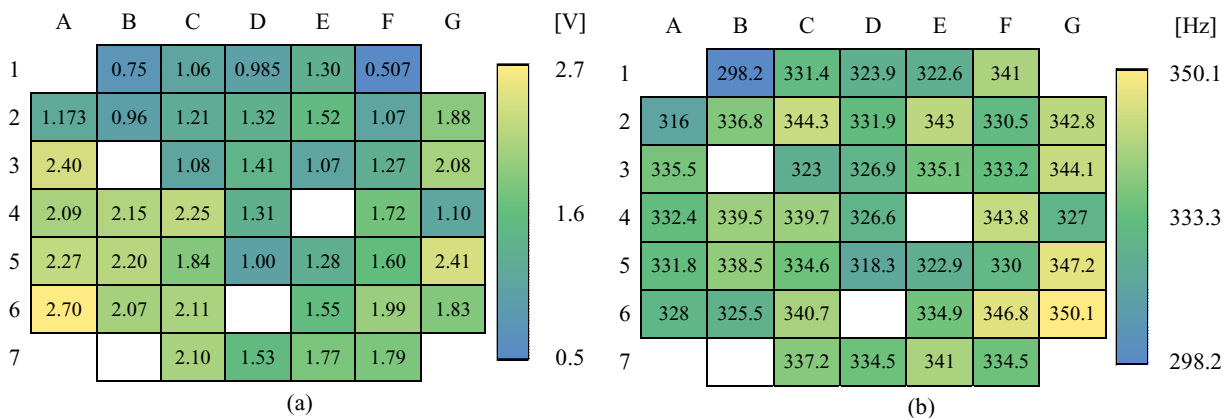 A B C D E F G [V]
1 0.75 1.06 0.985 1.30 0.507
2 1.173 0.96 1.21 1.32 1.52 1.07 1.88
3 2.40 1.08 1.41 1.07 1.27 2.08
4 2.09 2.15 2.25 1.31 1.72 1.10
5 2.27 2.20 1.84 1.00 1.28 1.60 2.41
6 2.70 2.07 2.11 1.55 1.99 1.83
7 2.10 1.53 1.77 1.79
2.7
1.6
0.5
(a)
A B C D E F G [Hz]
1 298.2 331.4 323.9 322.6 341
2 316 336.8 344.3 331.9 343 330.5 342.8
3 335.5 323 326.9 335.1 333.2 344.1
4 332.4 339.5 339.7 326.6 343.8 327
5 331.8 338.5 334.6 318.3 322.9 330 347.2
6 328 325.5 340.7 334.9 346.8 350.1
7 337.2 334.5 341 334.5
350.1
333.3
298.2
(b)